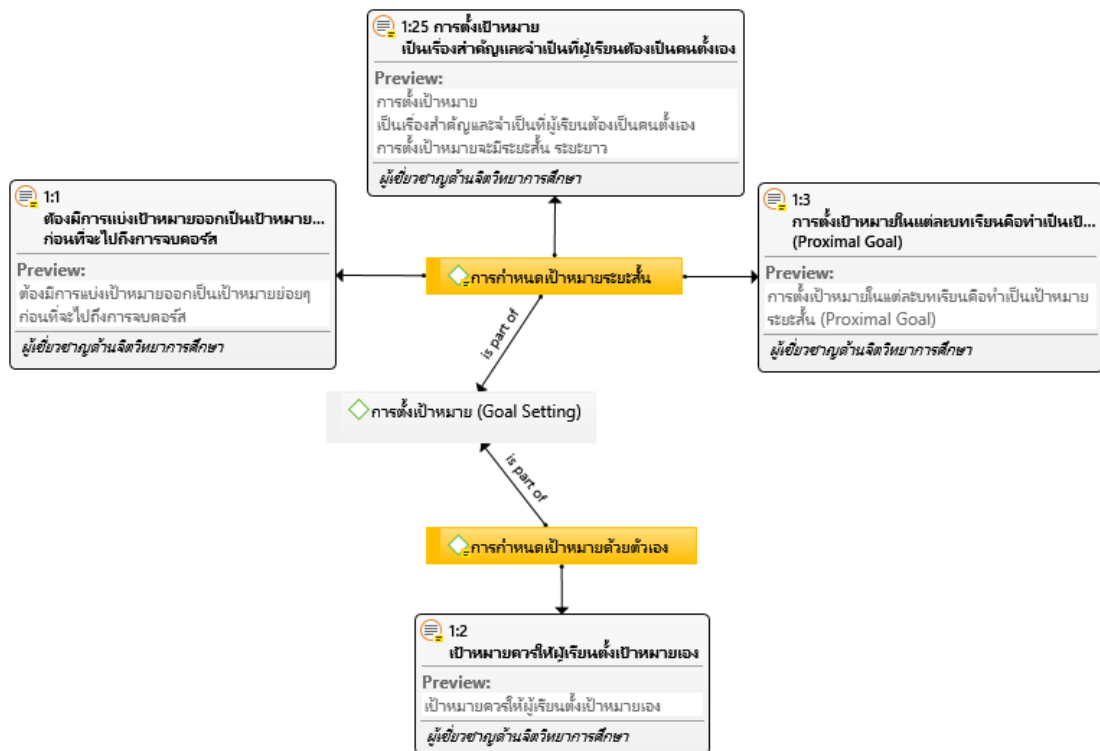 1:25 การตั้งเป้าหมาย
เป็นเรื่องสำคัญและจำเป็นที่ผู้เรียนต้องเป็นคนตั้งเอง
Preview:
การตั้งเป้าหมาย
เป็นเรื่องสำคัญและจำเป็นที่ผู้เรียนต้องเป็นคนตั้งเอง
การตั้งเป้าหมายจะมีระยะสั้น ระยะยาว
ผู้เชี่ยวชาญด้านจิตวิทยาการศึกษา
1:1
ต้องมีการแบ่งเป้าหมายออกเป็นเป้าหมาย...
ก่อนที่จะไปถึงการจบคอร์ส
Preview:
ต้องมีการแบ่งเป้าหมายออกเป็นเป้าหมายย่อยๆ
ก่อนที่จะไปถึงการจบคอร์ส
ผู้เชี่ยวชาญด้านจิตวิทยาการศึกษา
1:3
การตั้งเป้าหมายในแต่ละบทเรียนคือทำเป็นเป้...
(Proximal Goal)
Preview:
การตั้งเป้าหมายในแต่ละบทเรียนคือทำเป็นเป้าหมาย
ระยะสั้น (Proximal Goal)
ผู้เชี่ยวชาญด้านจิตวิทยาการศึกษา
การกำหนดเป้าหมายระยะสั้น
is part of
การตั้งเป้าหมาย (Goal Setting)
is part of
การกำหนดเป้าหมายด้วยตัวเอง
1:2
เป้าหมายควรให้ผู้เรียนตั้งเป้าหมายเอง
Preview:
เป้าหมายควรให้ผู้เรียนตั้งเป้าหมายเอง
ผู้เชี่ยวชาญด้านจิตวิทยาการศึกษา